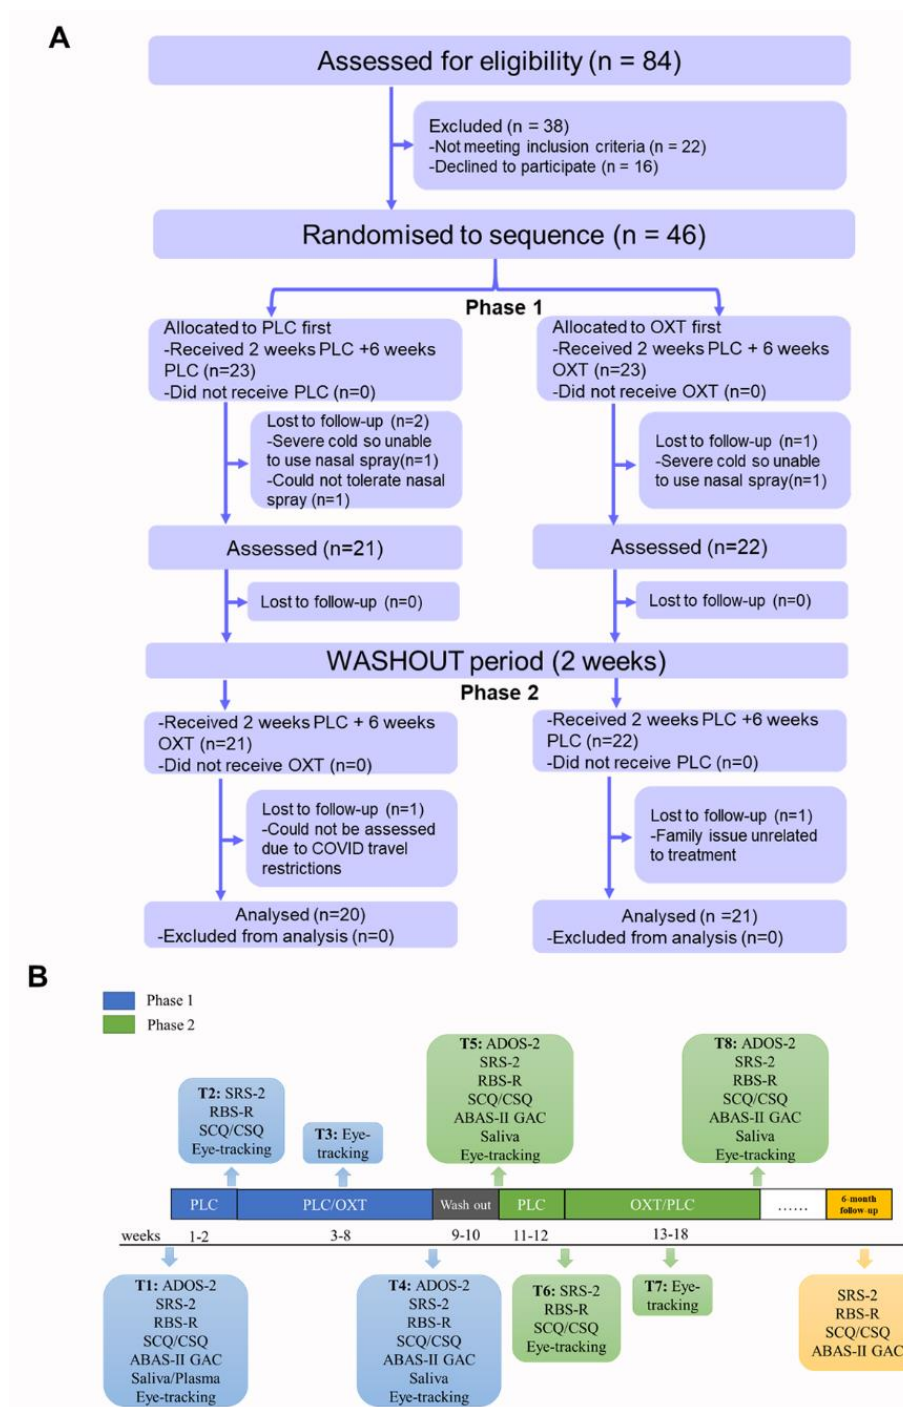 A
Assessed for eligibility (n = 84)
Excluded (n = 38)
-Not meeting inclusion criteria (n = 22)
-Declined to participate (n = 16)
Randomised to sequence (n = 46)
Phase 1
Allocated to PLC first
-Received 2 weeks PLC +6 weeks
PLC (n=23)
-Did not receive PLC (n=0)
Allocated to OXT first
-Received 2 weeks PLC + 6 weeks
OXT (n=23)
-Did not receive OXT (n=0)
Lost to follow-up (n=2)
-Severe cold so unable
to use nasal spray(n=1)
-Could not tolerate nasal
spray (n=1)
Lost to follow-up (n=1)
-Severe cold so unable
to use nasal spray(n=1)
Assessed (n=21)
Assessed (n=22)
Lost to follow-up (n=0)
Lost to follow-up (n=0)
WASHOUT period (2 weeks)
Phase 2
-Received 2 weeks PLC + 6 weeks
OXT (n=21)
-Did not receive OXT (n=0)
-Received 2 weeks PLC +6 weeks
PLC (n=22)
-Did not receive PLC (n=0)
Lost to follow-up (n=1)
-Could not be assessed
due to COVID travel
restrictions
Lost to follow-up (n=1)
-Family issue unrelated
to treatment
Analysed (n=20)
-Excluded from analysis (n=0)
Analysed (n =21)
-Excluded from analysis (n=0)
B
Phase 1
Phase 2
T2: SRS-2
RBS-R
SCQ/CSQ
Eye-tracking
T3: Eye-
tracking
T5: ADOS-2
SRS-2
RBS-R
SCQ/CSQ
ABAS-II GAC
Saliva
Eye-tracking
T8: ADOS-2
SRS-2
RBS-R
SCQ/CSQ
ABAS-II GAC
Saliva
Eye-tracking
PLC
PLC/OXT
Wash out
PLC
OXT/PLC
......
6-month
follow-up
weeks
1-2
3-8
9-10
11-12
13-18
T1: ADOS-2
SRS-2
RBS-R
SCQ/CSQ
ABAS-II GAC
Saliva/Plasma
Eye-tracking
T4: ADOS-2
SRS-2
RBS-R
SCQ/CSQ
ABAS-II GAC
Saliva
Eye-tracking
T6: SRS-2
RBS-R
SCQ/CSQ
Eye-tracking
T7: Eye-
tracking
SRS-2
RBS-R
SCQ/CSQ
ABAS-II GAC